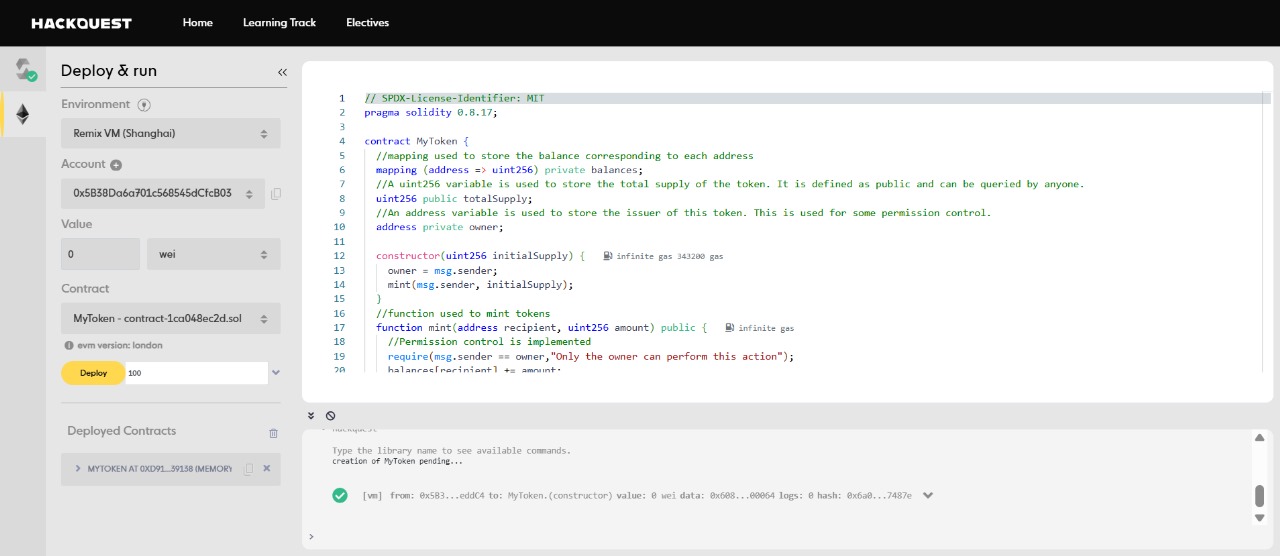 HACKQUEST Home Learning Track Electives
Deploy & run
Environment
Remix VM (Shanghai)
Account
0x5B38Da6a701c568545dCfcB03
Value
0 wei
Contract
MyToken - contract-1ca048ec2d.sol
evm version: london
Deploy 100
Deployed Contracts
MYTOKEN AT 0XD91...39138 (MEMORY
1 // SPDX-License-Identifier: MIT
2 pragma solidity 0.8.17;
3
4 contract MyToken {
5 //mapping used to store the balance corresponding to each address
6 mapping (address => uint256) private balances;
7 //A uint256 variable is used to store the total supply of the token. It is defined as public and can be queried by anyone.
8 uint256 public totalSupply;
9 //An address variable is used to store the issuer of this token. This is used for some permission control.
10 address private owner;
11
12 constructor(uint256 initialSupply) { infinite gas 343200 gas
13 owner = msg.sender;
14 mint(msg.sender, initialSupply);
15 }
16 //function used to mint tokens
17 function mint(address recipient, uint256 amount) public { infinite gas
18 //Permission control is implemented
19 require(msg.sender == owner,"Only the owner can perform this action");
20 balances[recipient] += amount;
hackquest
Type the library name to see available commands.
creation of MyToken pending...
[vm] from: 0x5B3...eddC4 to: MyToken.(constructor) value: 0 wei data: 0x608...00064 logs: 0 hash: 0x6a0...7487e
>